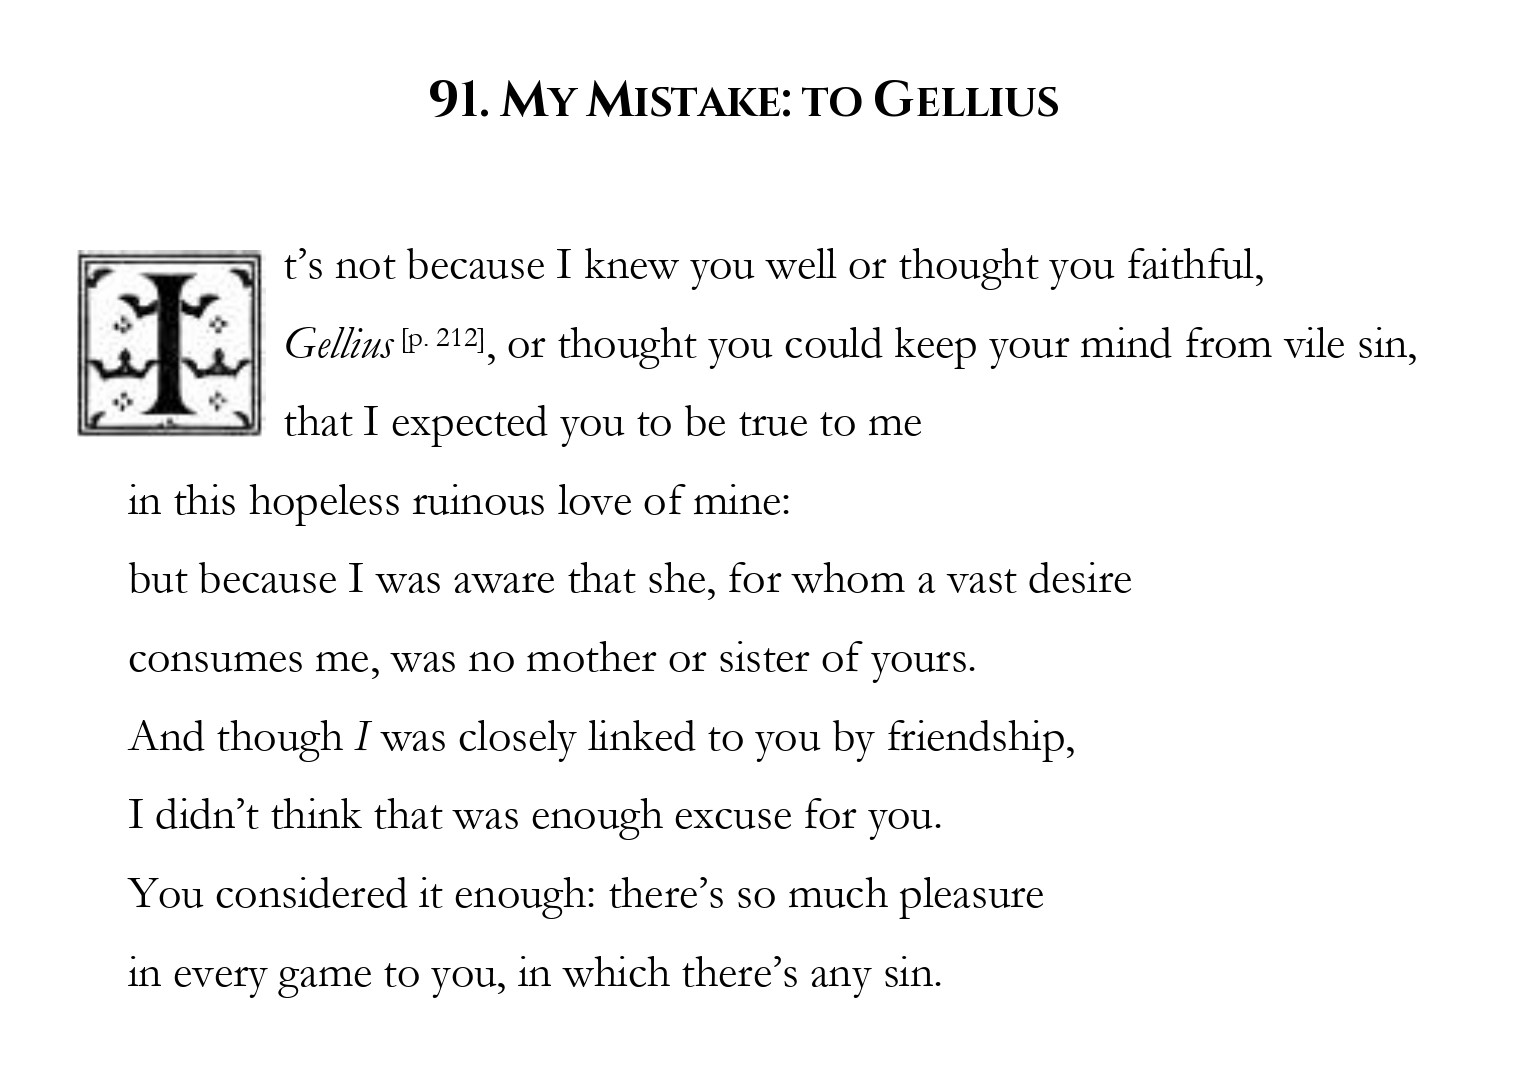 91. My Mistake: to Gellius
It’s not because I knew you well or thought you faithful,
Gellius [p. 212], or thought you could keep your mind from vile sin,
that I expected you to be true to me
in this hopeless ruinous love of mine:
but because I was aware that she, for whom a vast desire
consumes me, was no mother or sister of yours.
And though I was closely linked to you by friendship,
I didn’t think that was enough excuse for you.
You considered it enough: there’s so much pleasure
in every game to you, in which there’s any sin.